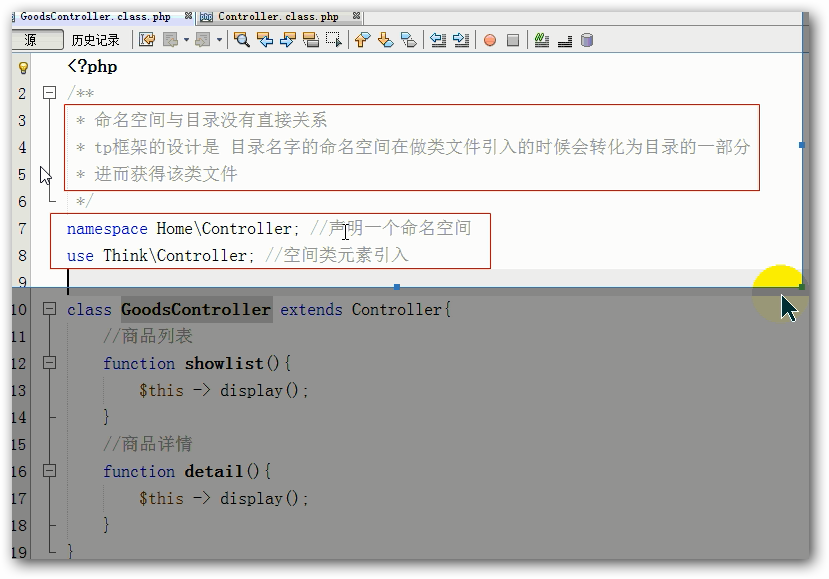 GoodsController.class.php Controller.class.php
源 历史记录
<?php
2 /**
3 * 命名空间与目录没有直接关系
4 * tp框架的设计是 目录名字的命名空间在做类文件引入的时候会转化为目录的一部分
5 * 进而获得该类文件
6 */
7 namespace Home\Controller; //声明一个命名空间
8 use Think\Controller; //空间类元素引入
9
10 class GoodsController extends Controller{
11 //商品列表
12 function showlist(){
13 $this -> display();
14 }
15 //商品详情
16 function detail(){
17 $this -> display();
18 }
19 }